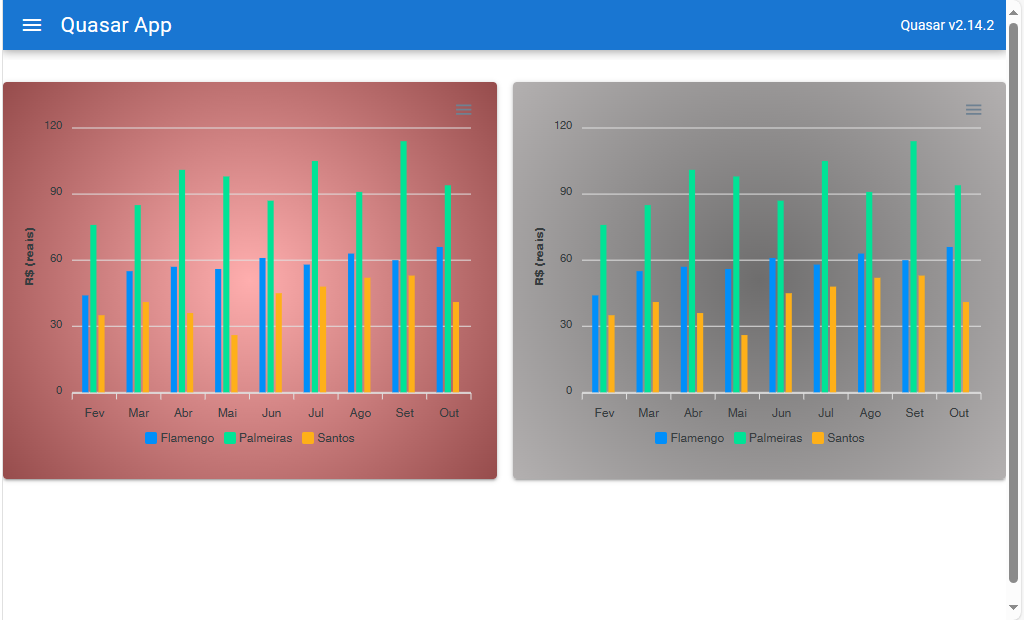 Quasar App
Quasar v2.14.2
120
90
60
30
0
R$ (reais)
Fev Mar Abr Mai Jun Jul Ago Set Out
Flamengo Palmeiras Santos
120
90
60
30
0
R$ (reais)
Fev Mar Abr Mai Jun Jul Ago Set Out
Flamengo Palmeiras Santos